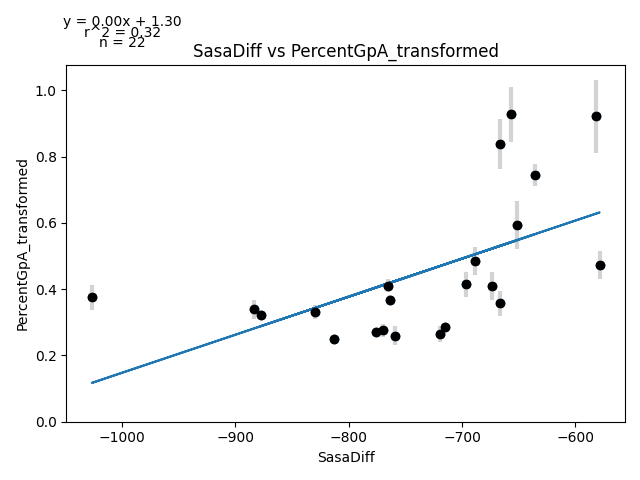 y = 0.00x + 1.30
r^2 = 0.32
n = 22
SasaDiff vs PercentGpA_transformed
PercentGpA_transformed
1.0
0.8
0.6
0.4
0.2
0.0
−1000 −900 −800 −700 −600
SasaDiff